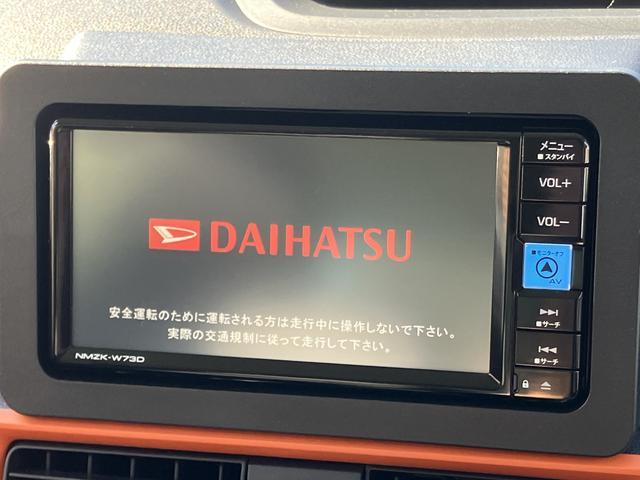 メニュー
■スタンバイ
VOL+
VOL−
■モニターオフ
AV
DAIHATSU
安全運転のために運転される方は走行中に操作しないで下さい。
実際の交通規制に従って走行して下さい。
■サーチ
■サーチ
NMZK-W73D